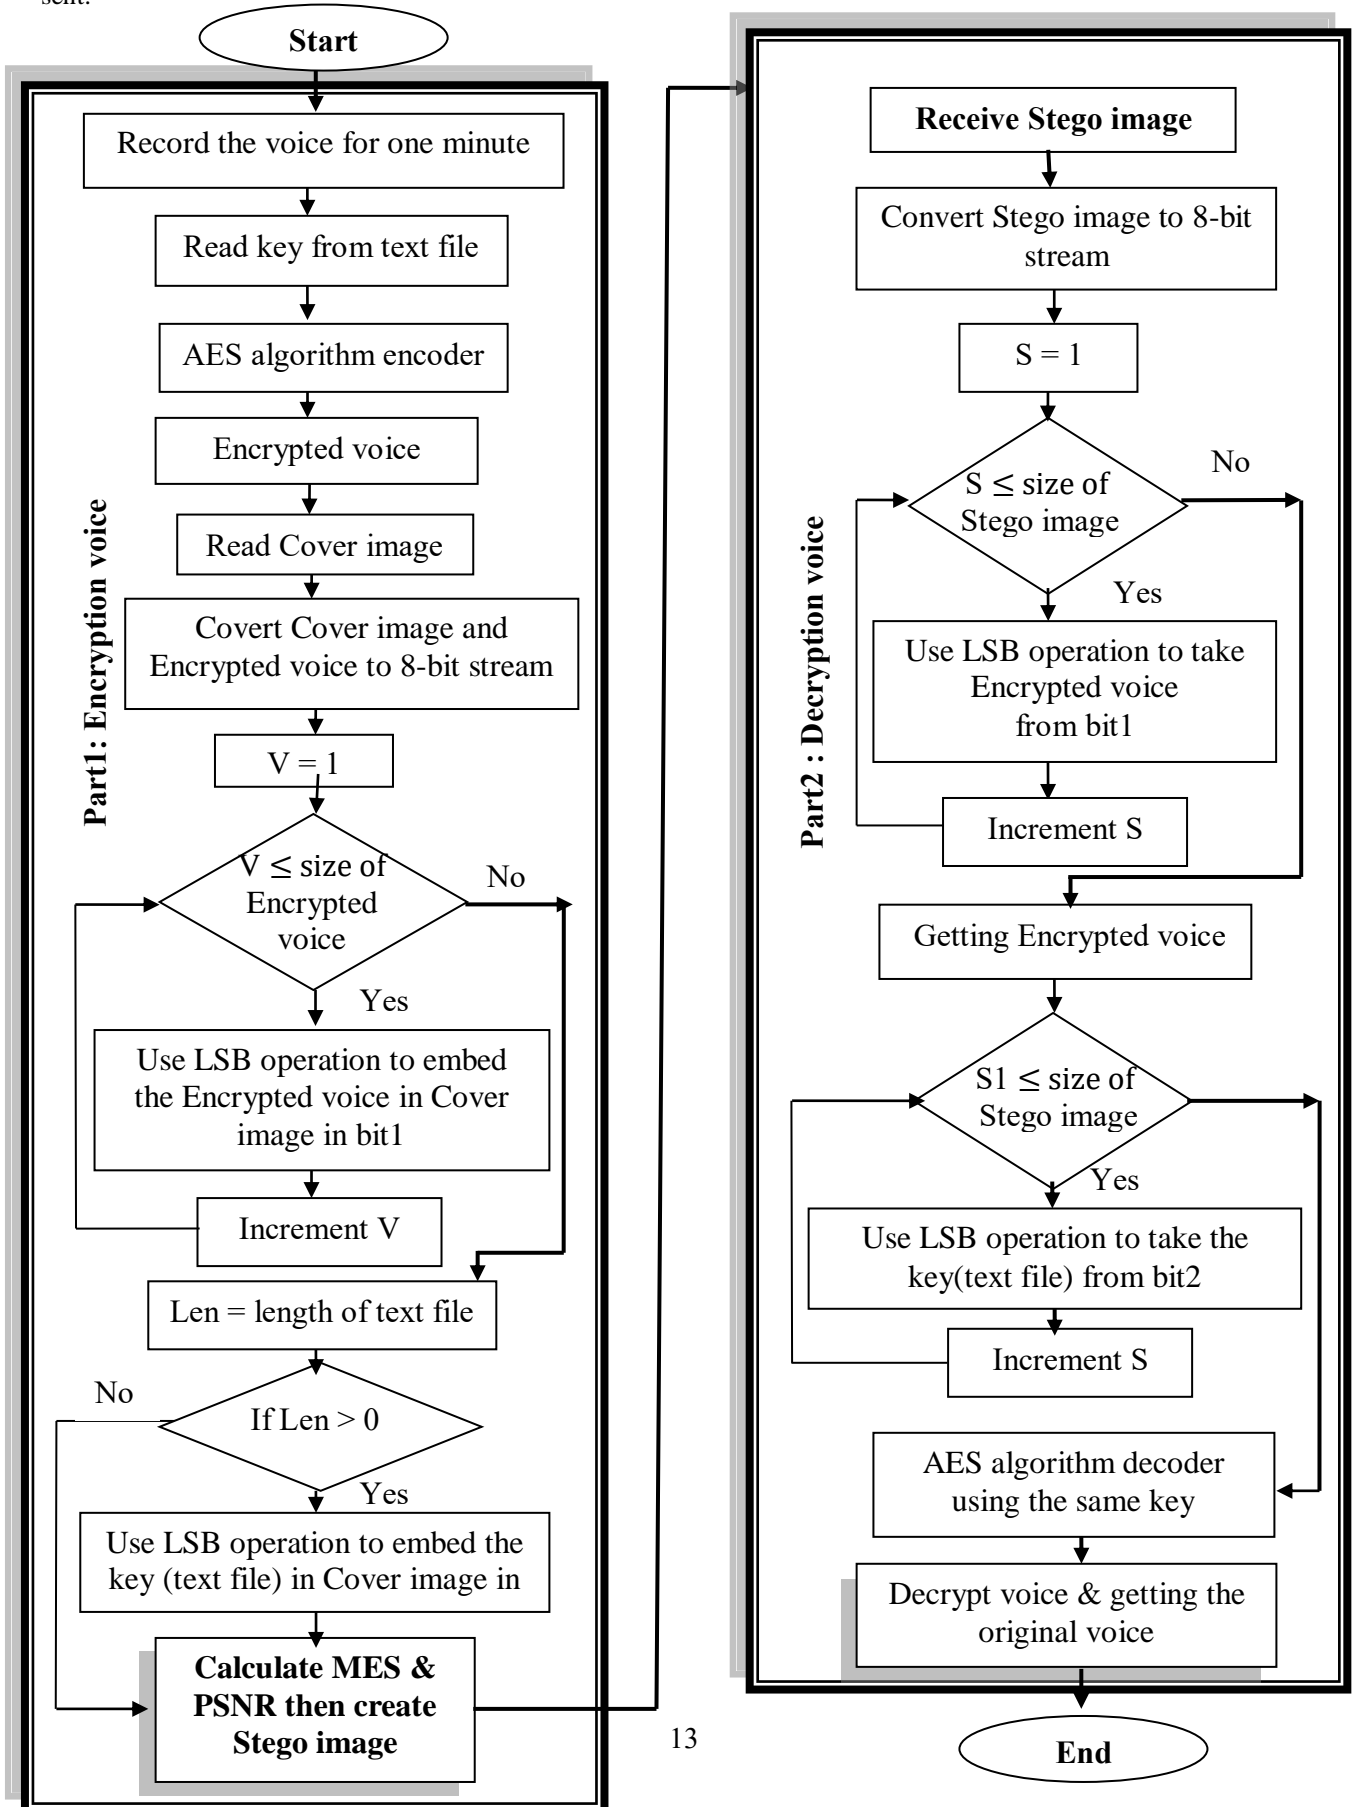 sent.
Start
Record the voice for one minute
Read key from text file
AES algorithm encoder
Encrypted voice
Read Cover image
Covert Cover image and
Encrypted voice to 8-bit stream
V = 1
V ≤ size of
Encrypted
voice
No
Yes
Use LSB operation to embed
the Encrypted voice in Cover
image in bit1
Increment V
Len = length of text file
If Len > 0
No
Yes
Use LSB operation to embed the
key (text file) in Cover image in
Calculate MES &
PSNR then create
Stego image
Part1: Encryption voice
Receive Stego image
Convert Stego image to 8-bit
stream
S = 1
S ≤ size of
Stego image
No
Yes
Use LSB operation to take
Encrypted voice
from bit1
Increment S
Getting Encrypted voice
S1 ≤ size of
Stego image
Yes
Use LSB operation to take the
key(text file) from bit2
Increment S
AES algorithm decoder
using the same key
Decrypt voice & getting the
original voice
End
Part2 : Decryption voice
13